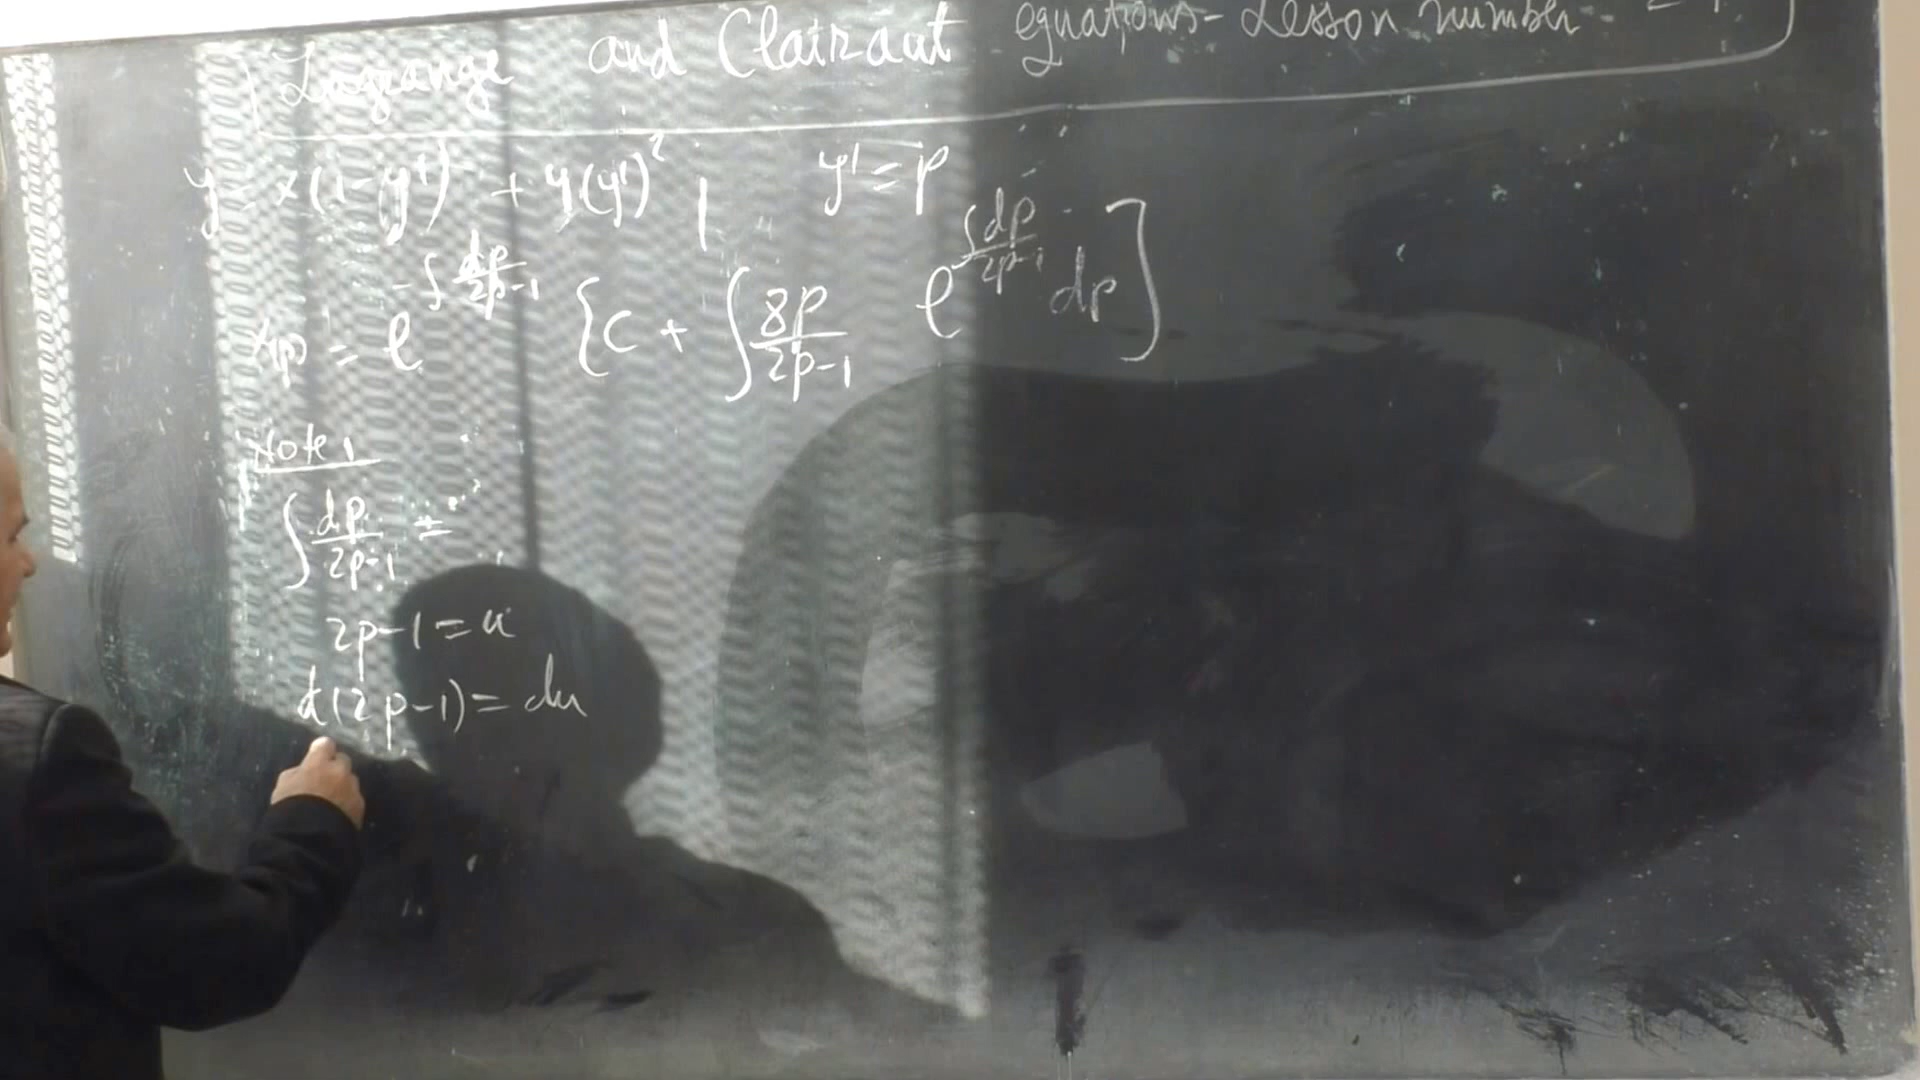 Lagrange and Clairaut equations - Lesson number
y = x(1-y') + 4(y')² , y' = p
x(p) = e^{-∫dp/(2p-1)} [c + ∫ 8p/(2p-1) e^{∫dp/(2p-1)} dp]
Note 1
∫ dp/(2p-1) =
2p-1 = u
d(2p-1) = du